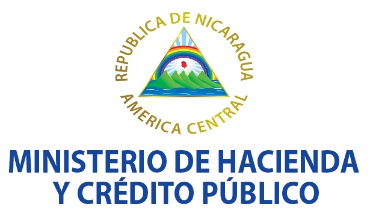 REPUBLICA DE NICARAGUA
AMERICA CENTRAL
MINISTERIO DE HACIENDA
Y CRÉDITO PÚBLICO